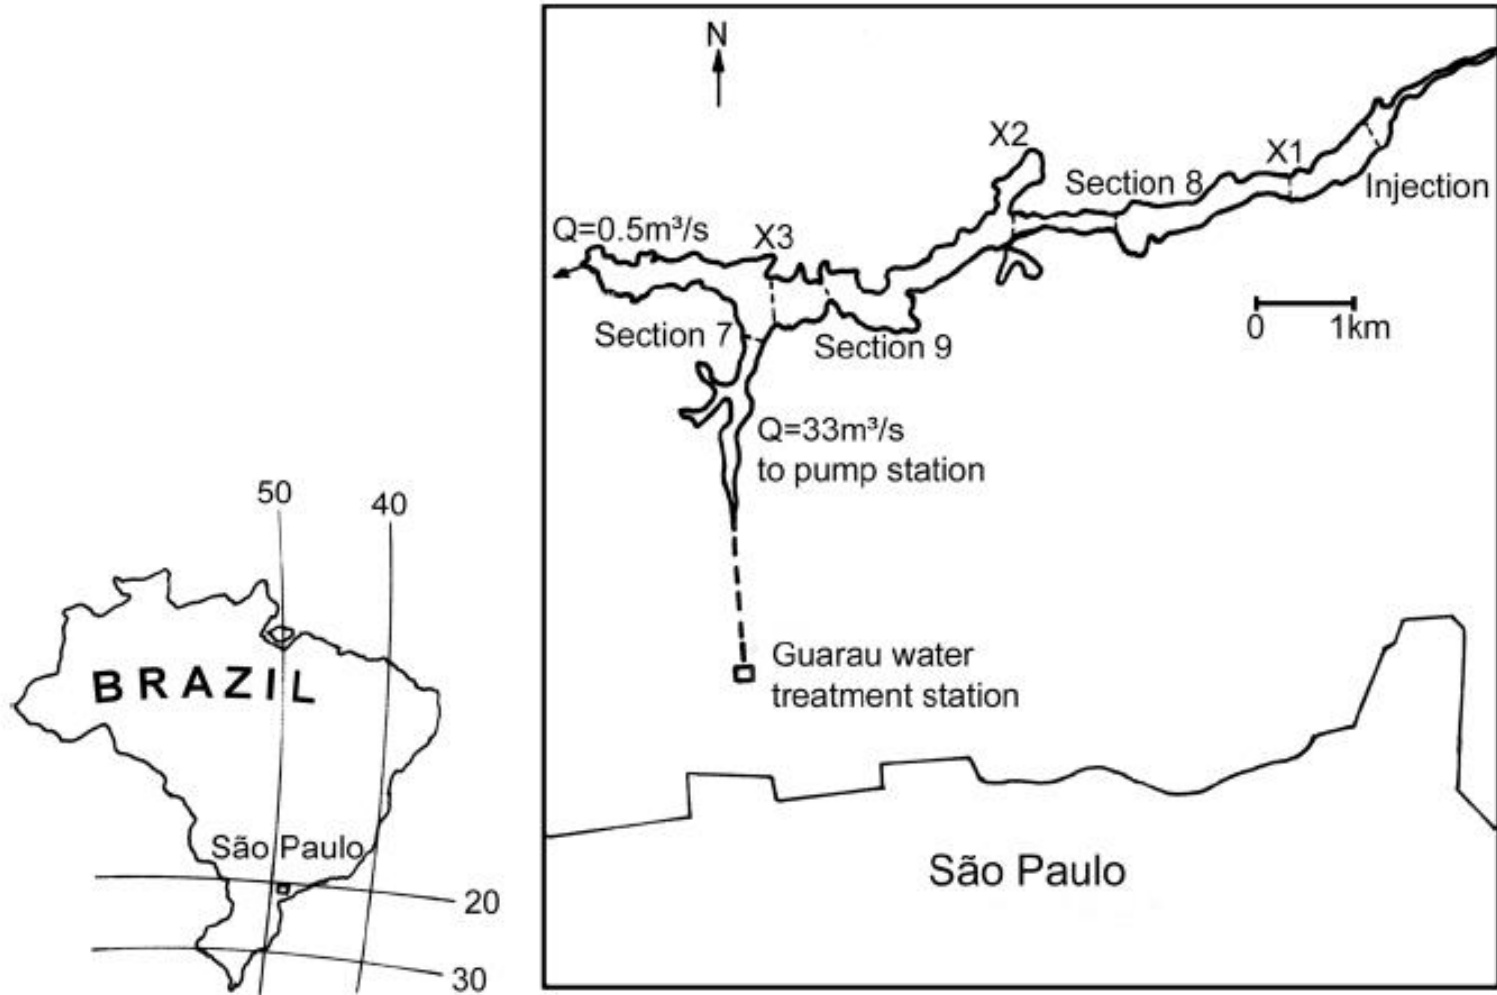 N
X2
X1
Section 8
Injection
Q=0.5m³/s
X3
0 1km
Section 7
Section 9
Q=33m³/s
to pump station
Guarau water
treatment station
São Paulo
50
40
BRAZIL
São Paulo
20
30